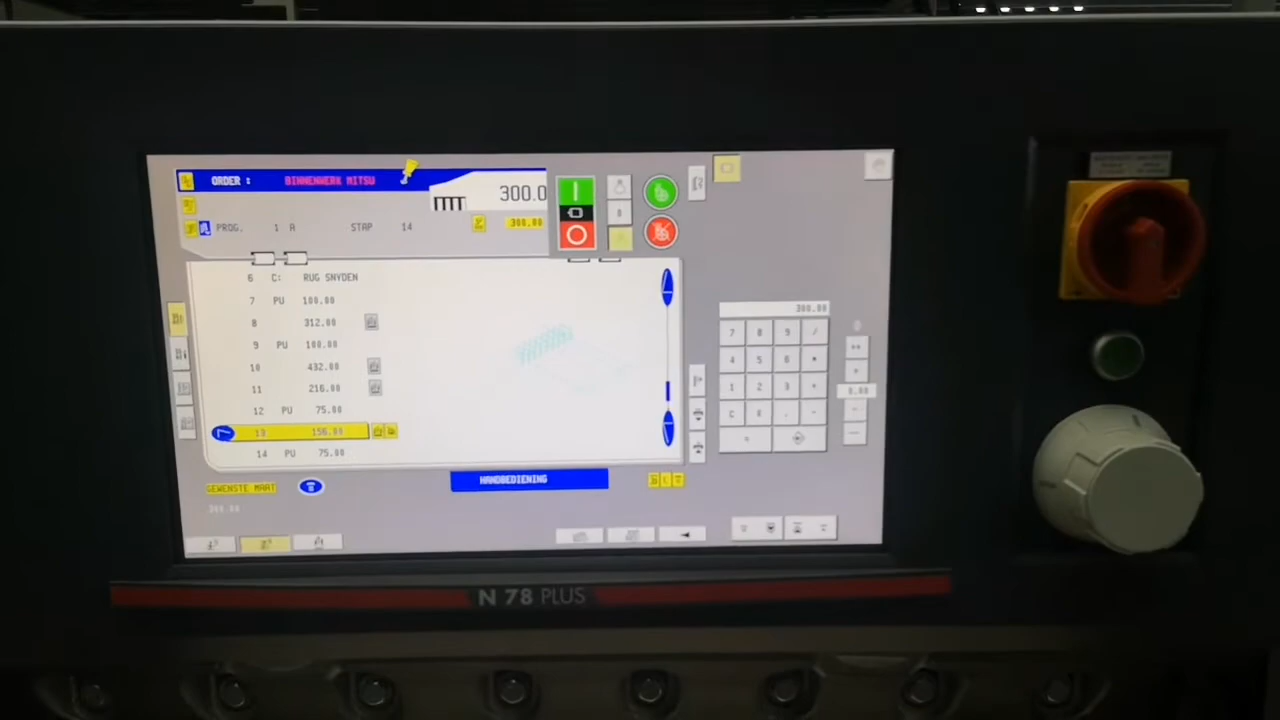 ORDER : BINNENWERK MITSU
300.0
PROG. 1 A STAP 14 300.00
6 C: RUG SNYDEN
7 PU 100.00
8 312.00
9 PU 100.00
10 432.00
11 216.00
12 PU 75.00
13 156.00
14 PU 75.00
GEWENSTE MAAT
HANDBEDIENING
300.00
7 8 9 /
4 5 6
1 2 3 +
C 0 . -
0.00
N 78 PLUS